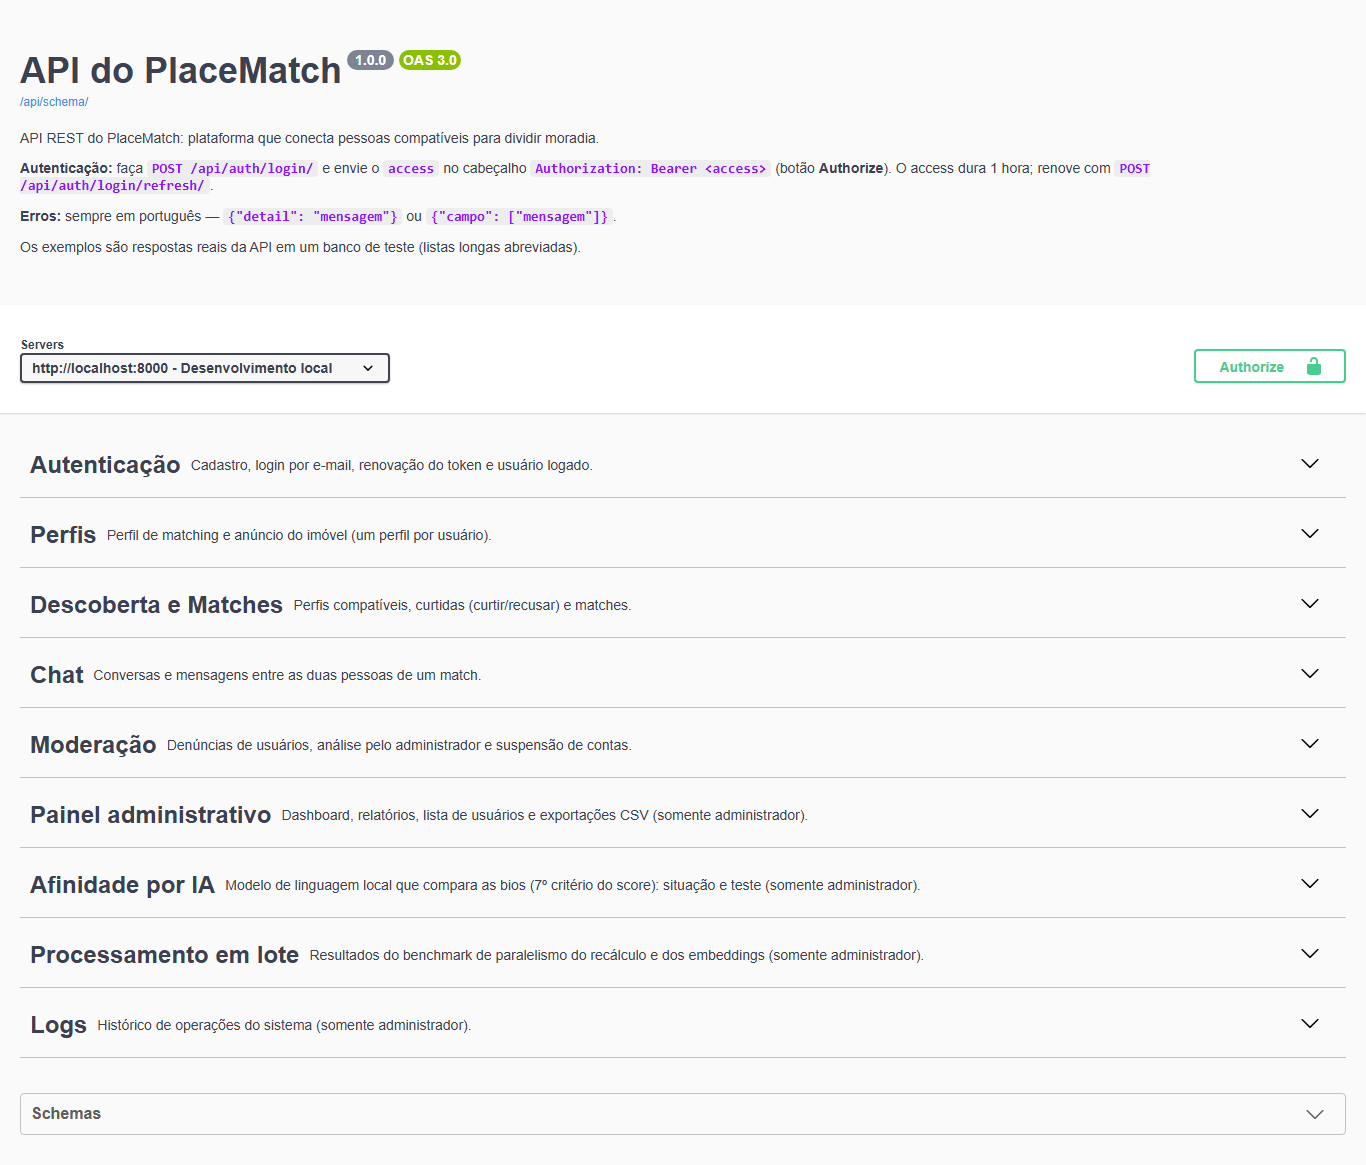 API do PlaceMatch 1.0.0 OAS 3.0
/api/schema/
API REST do PlaceMatch: plataforma que conecta pessoas compatíveis para dividir moradia.
Autenticação: faça POST /api/auth/login/ e envie o access no cabeçalho Authorization: Bearer <access> (botão Authorize). O access dura 1 hora; renove com POST
/api/auth/login/refresh/ .
Erros: sempre em português — {"detail": "mensagem"} ou {"campo": ["mensagem"]} .
Os exemplos são respostas reais da API em um banco de teste (listas longas abreviadas).
Servers
http://localhost:8000 - Desenvolvimento local
Authorize
Autenticação Cadastro, login por e-mail, renovação do token e usuário logado.
Perfis Perfil de matching e anúncio do imóvel (um perfil por usuário).
Descoberta e Matches Perfis compatíveis, curtidas (curtir/recusar) e matches.
Chat Conversas e mensagens entre as duas pessoas de um match.
Moderação Denúncias de usuários, análise pelo administrador e suspensão de contas.
Painel administrativo Dashboard, relatórios, lista de usuários e exportações CSV (somente administrador).
Afinidade por IA Modelo de linguagem local que compara as bios (7º critério do score): situação e teste (somente administrador).
Processamento em lote Resultados do benchmark de paralelismo do recálculo e dos embeddings (somente administrador).
Logs Histórico de operações do sistema (somente administrador).
Schemas